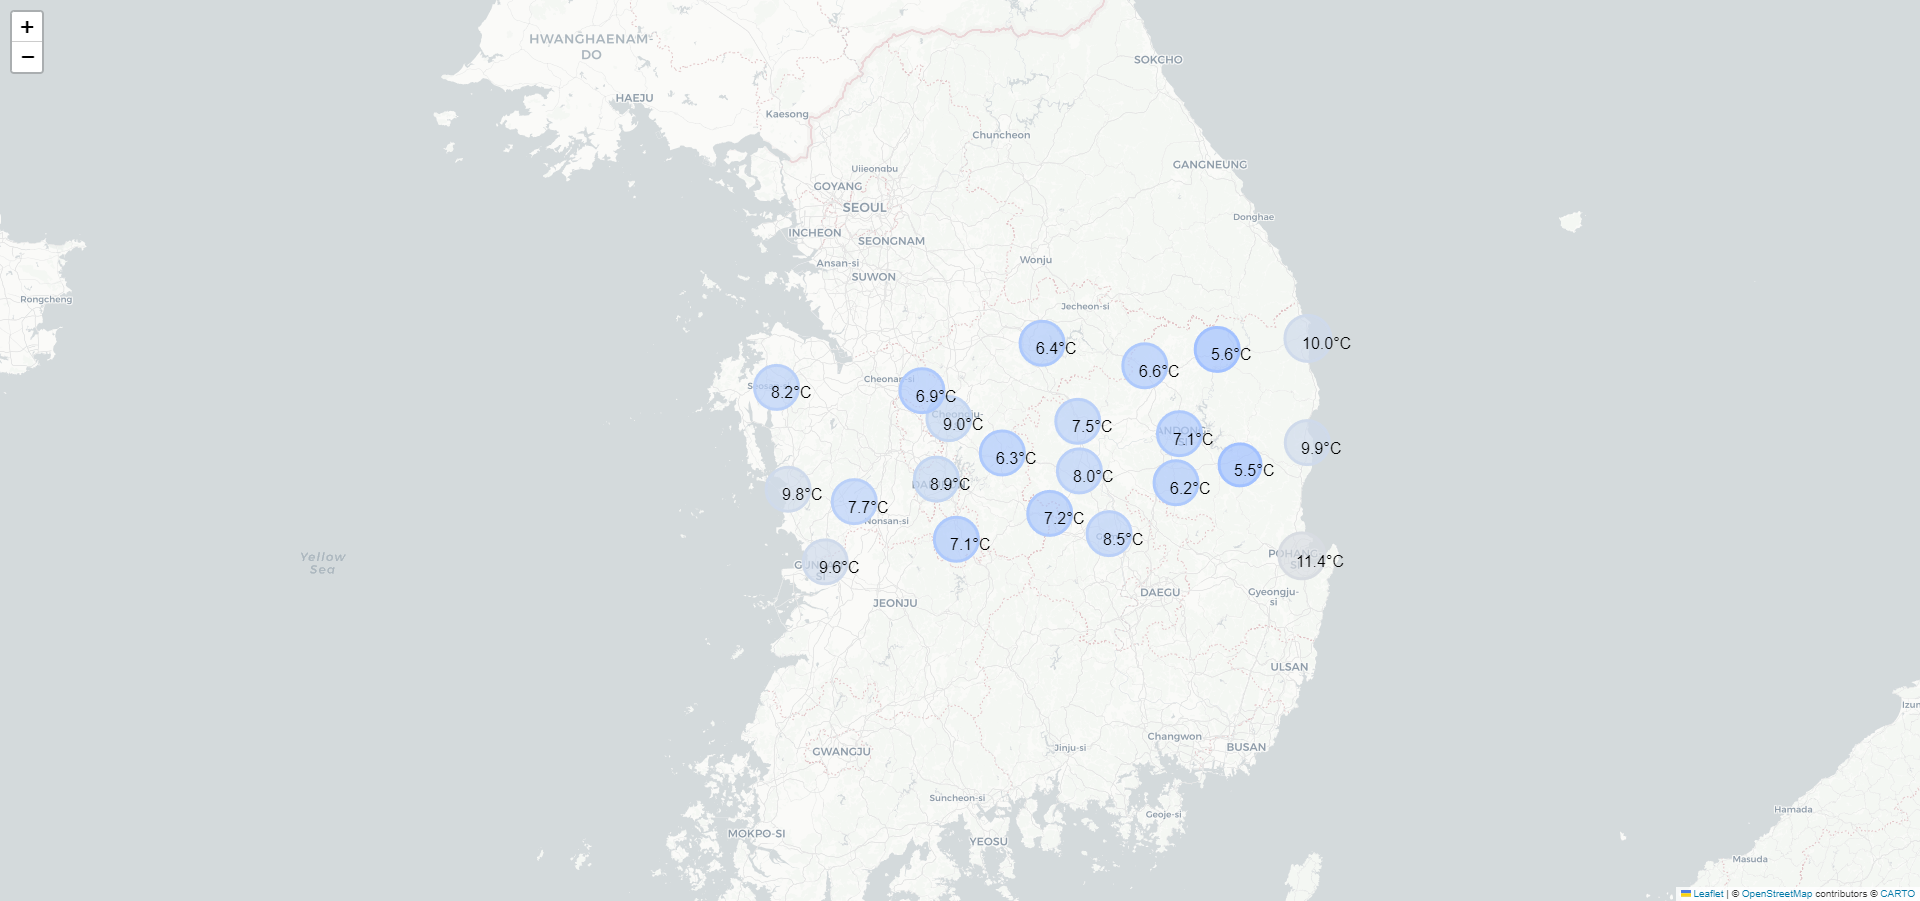 +
−
HWANGHAENAM-
DO
SOKCHO
HAEJU
Kaesong
Chuncheon
GANGNEUNG
Uijeongbu
GOYANG
SEOUL
Donghae
INCHEON
SEONGNAM
Ansan-si
Wonju
SUWON
Rongcheng
Jecheon-si
10.0°C
6.4°C
5.6°C
6.6°C
Cheonan-si
8.2°C
6.9°C
9.0°C
7.5°C
7.1°C
9.9°C
6.3°C
5.5°C
8.0°C
8.9°C
6.2°C
9.8°C
7.7°C
Nonsan-si
7.2°C
8.5°C
7.1°C
Yellow
Sea
POHANG-
11.4°C
9.6°C
DAEGU
Gyeongju-
si
JEONJU
ULSAN
Izum
Changwon
BUSAN
Jinju-si
GWANGJU
Suncheon-si
Hamada
Geoje-si
MOKPO-SI
YEOSU
Masuda
Leaflet | © OpenStreetMap contributors © CARTO